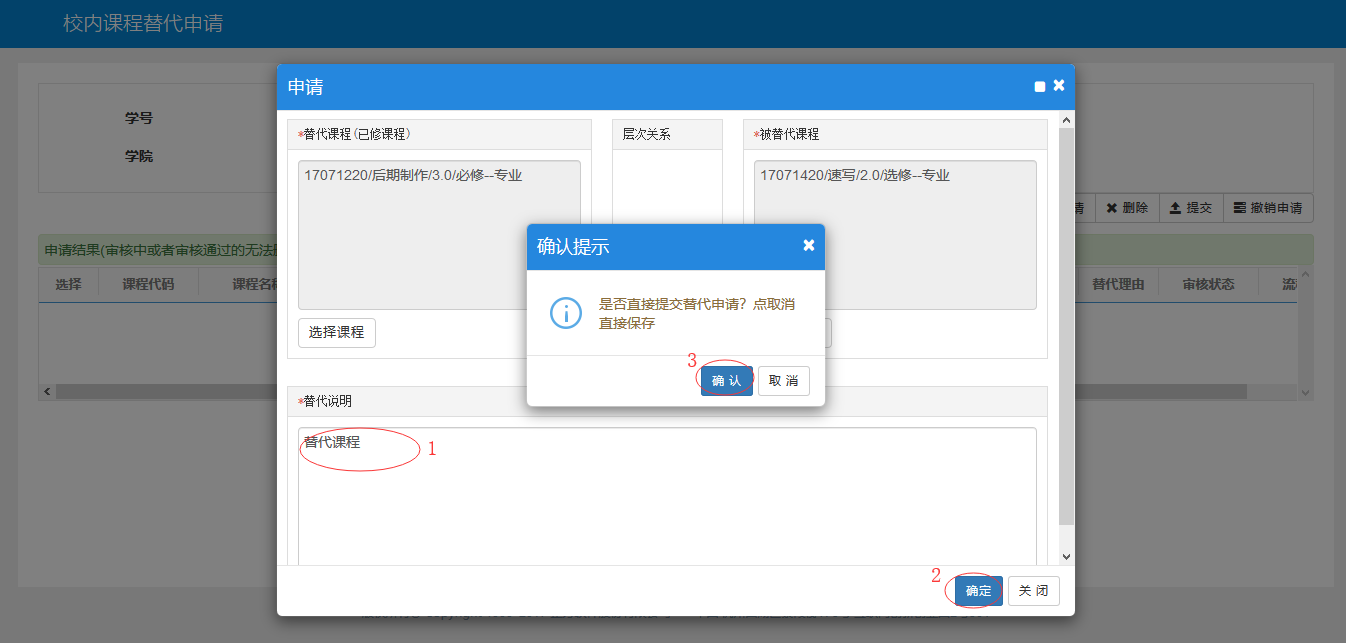 校内课程替代申请
申请
学号
学院
*替代课程(已修课程)
层次关系
*被替代课程
17071220/后期制作/3.0/必修--专业
17071420/速写/2.0/选修--专业
删除
提交
撤销申请
申请结果(审核中或者审核通过的无法
选择
课程代码
课程名称
替代理由
审核状态
确认提示
是否直接提交替代申请？点取消
直接保存
选择课程
3
确 认
取 消
*替代说明
替代课程
1
2
确定
关 闭